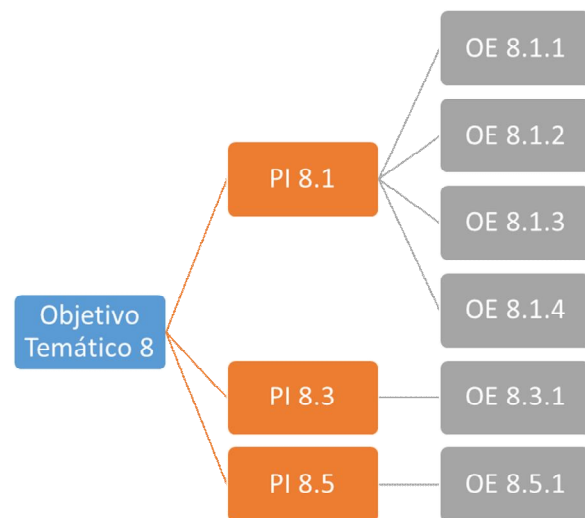 OE 8.1.1
OE 8.1.2
PI 8.1
OE 8.1.3
OE 8.1.4
Objetivo
Temático 8
PI 8.3
OE 8.3.1
PI 8.5
OE 8.5.1